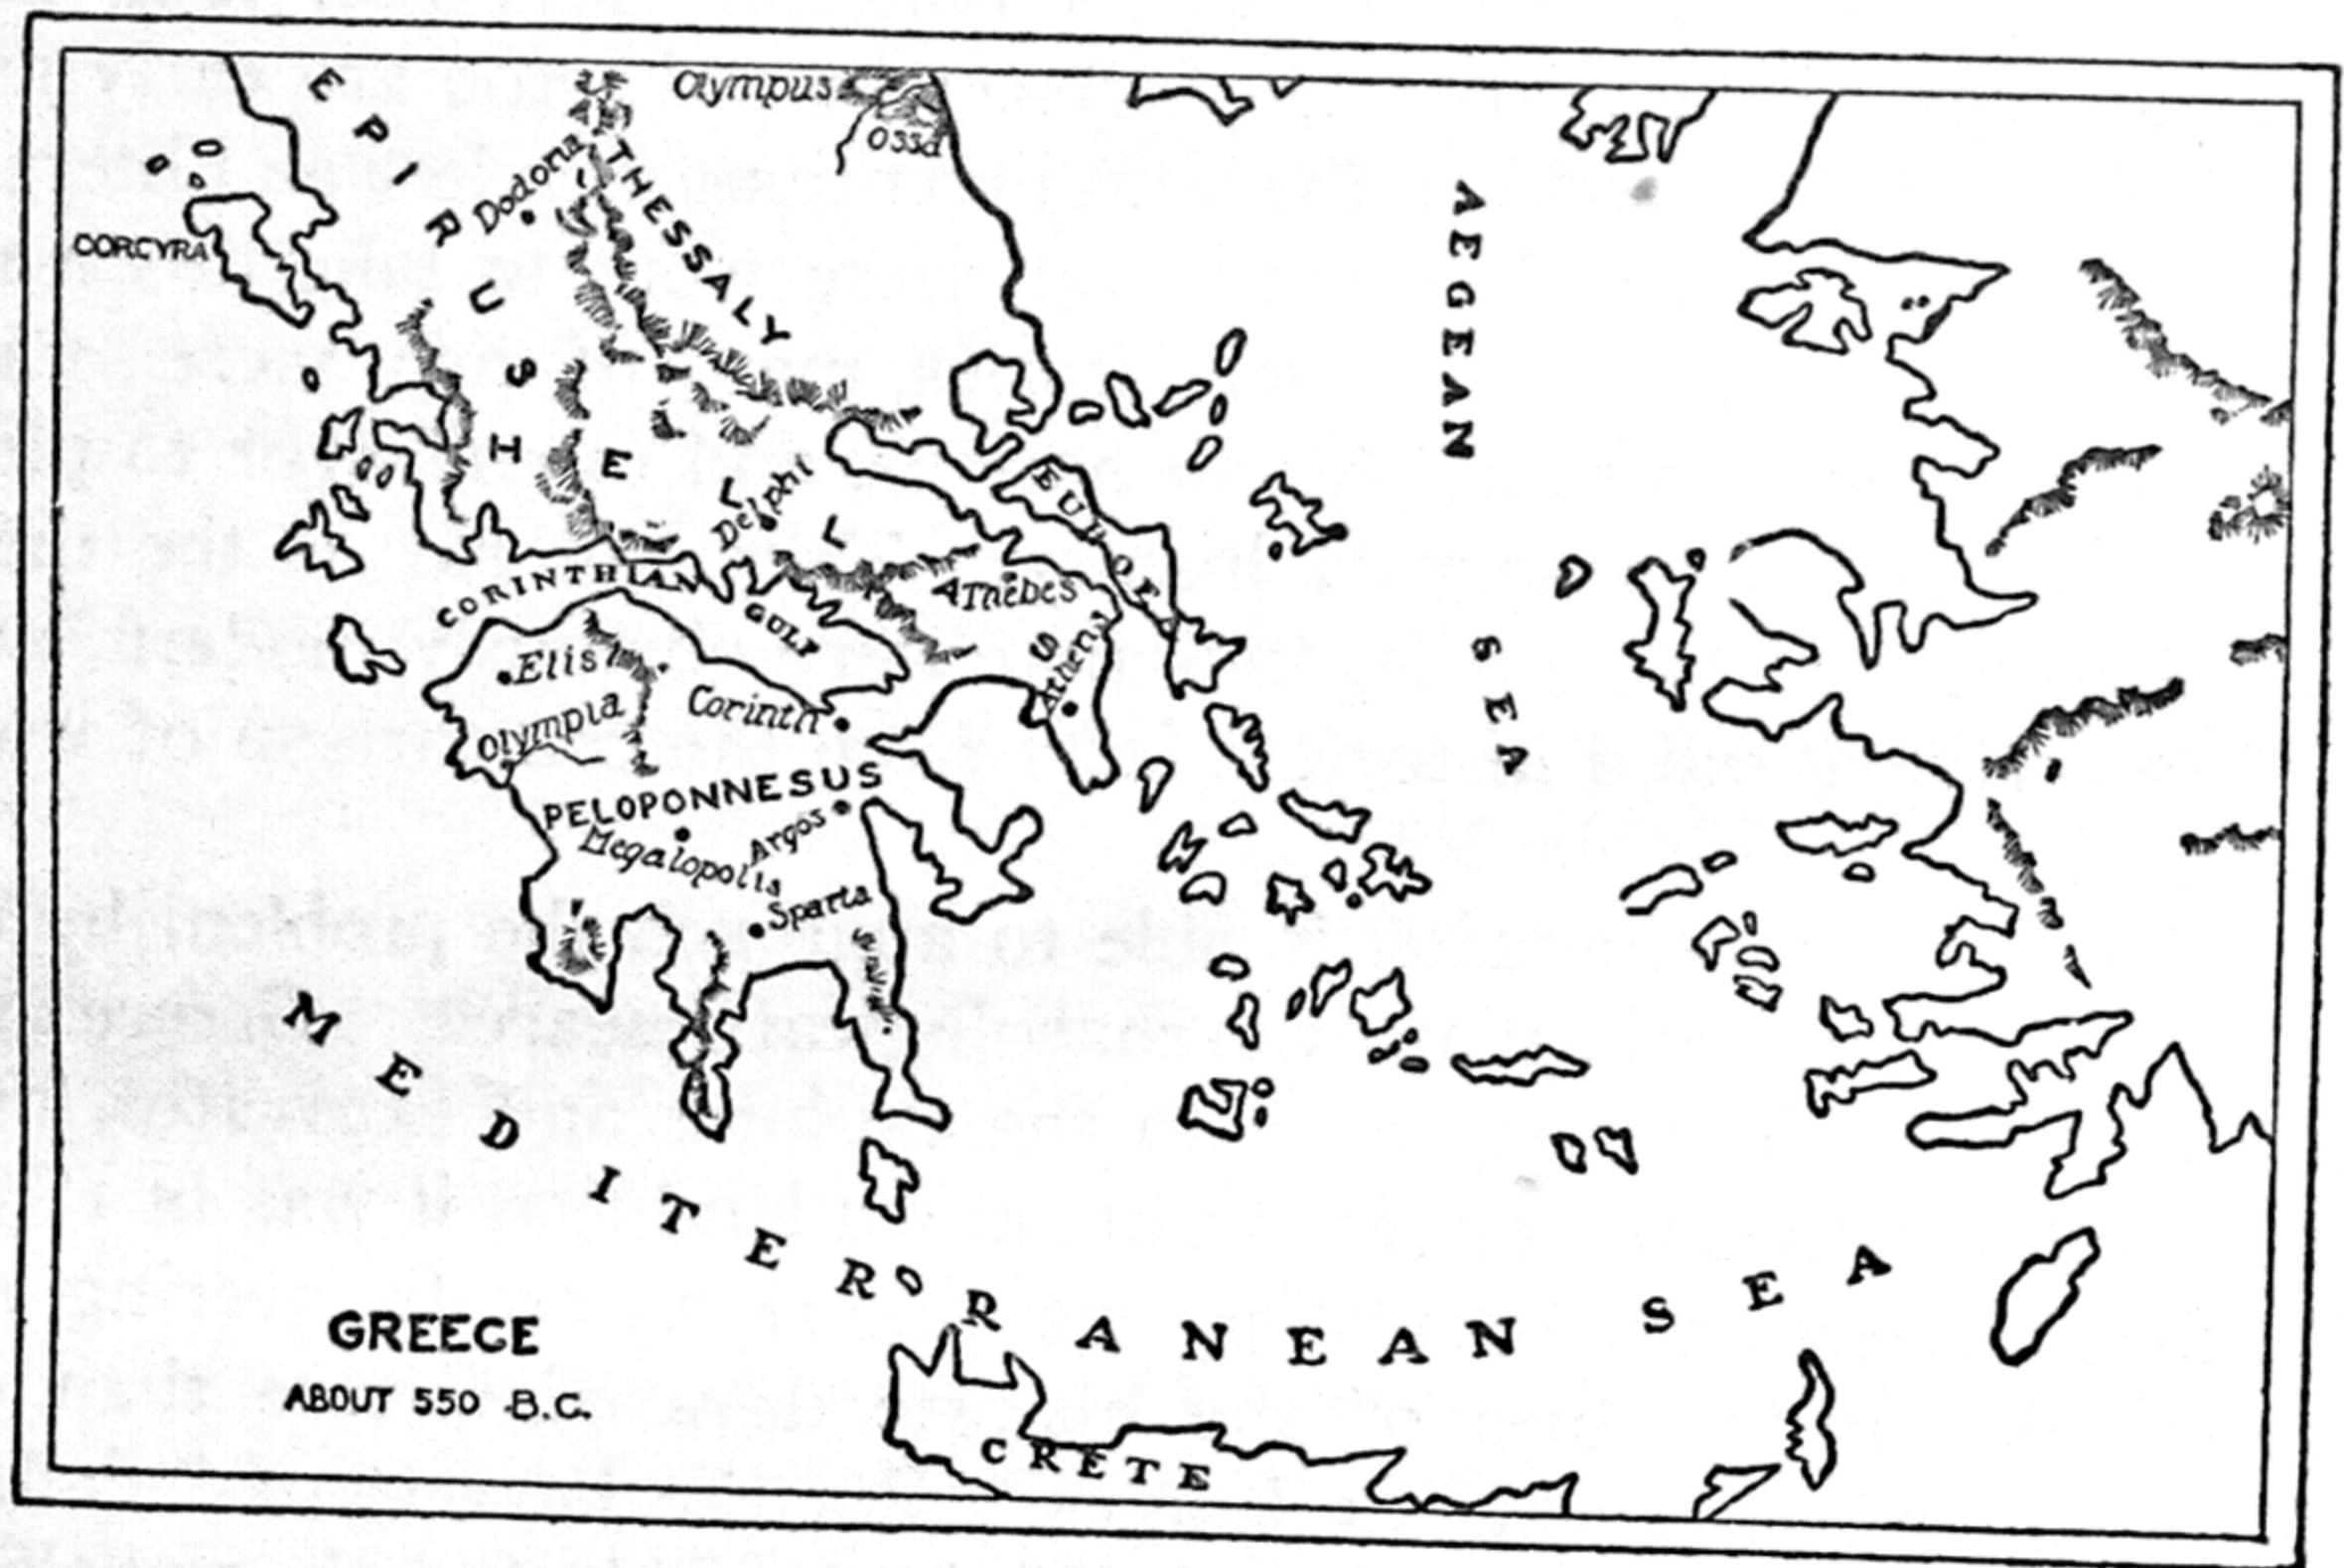 EPIRUS
Olympus
Ossa
Dodona
THESSALY
CORCYRA
AEGEAN SEA
HELLAS
Delphi
EUBOEA
CORINTHIAN GULF
Thebes
Athens
Elis
Olympia
Corinth
PELOPONNESUS
Megalopolis
Argos
Sparta
MEDITERRANEAN SEA
CRETE
GREECE
ABOUT 550 B.C.